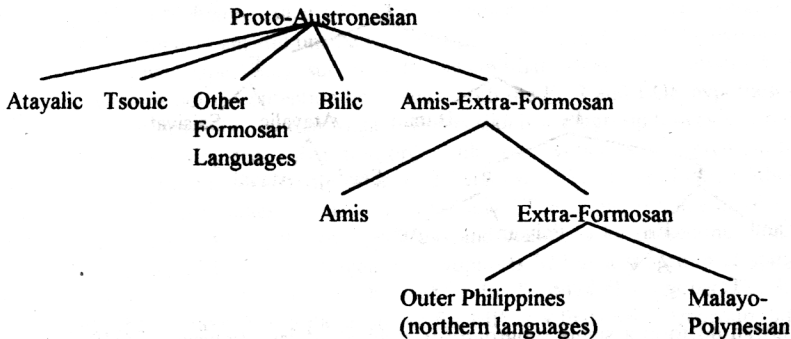 Proto-Austronesian
Atayalic Tsouic Other Bilic Amis-Extra-Formosan
Formosan
Languages
Amis Extra-Formosan
Outer Philippines Malayo-
(northern languages) Polynesian